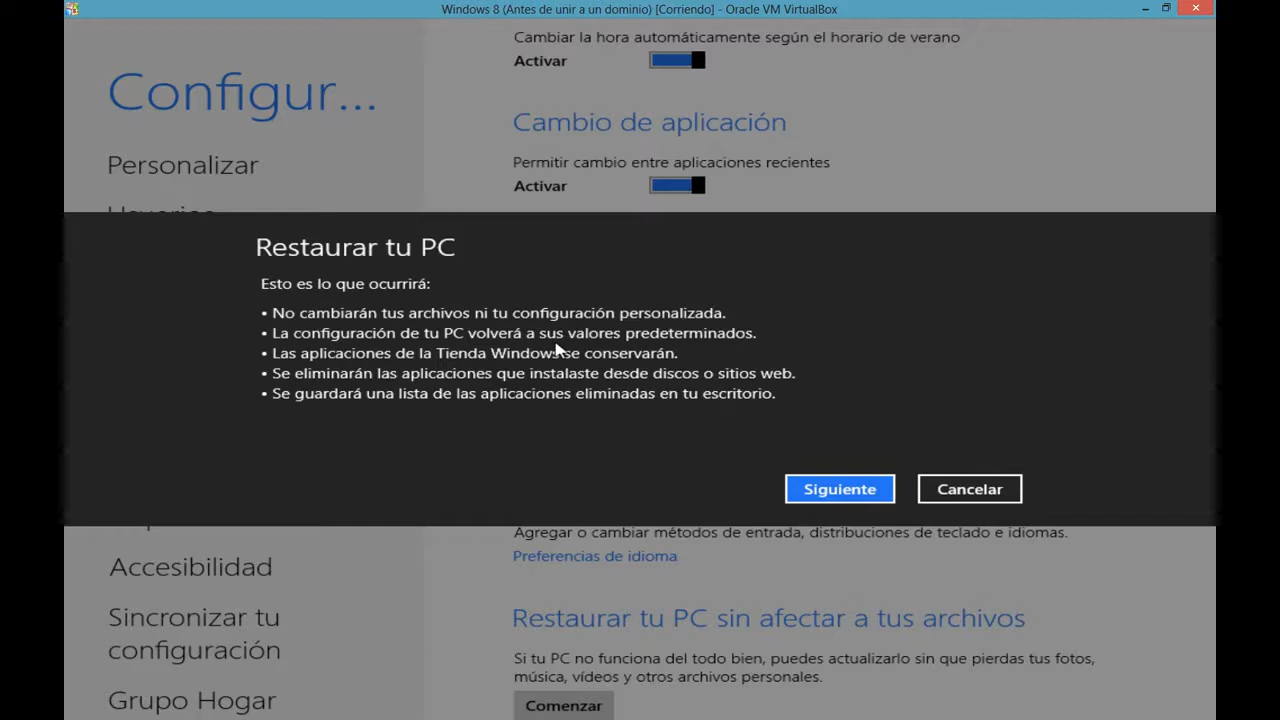 Windows 8 (Antes de unir a un dominio) [Corriendo] - Oracle VM VirtualBox
Cambiar la hora automáticamente según el horario de verano
Activar
Configur...
Cambio de aplicación
Personalizar
Permitir cambio entre aplicaciones recientes
Activar
Usuarios
Restaurar tu PC
Esto es lo que ocurrirá:
• No cambiarán tus archivos ni tu configuración personalizada.
• La configuración de tu PC volverá a sus valores predeterminados.
• Las aplicaciones de la Tienda Windows se conservarán.
• Se eliminarán las aplicaciones que instalaste desde discos o sitios web.
• Se guardará una lista de las aplicaciones eliminadas en tu escritorio.
Siguiente
Cancelar
Agregar o cambiar métodos de entrada, distribuciones de teclado e idiomas.
Preferencias de idioma
Accesibilidad
Sincronizar tu
configuración
Grupo Hogar
Restaurar tu PC sin afectar a tus archivos
Si tu PC no funciona del todo bien, puedes actualizarlo sin que pierdas tus fotos,
música, vídeos y otros archivos personales.
Comenzar